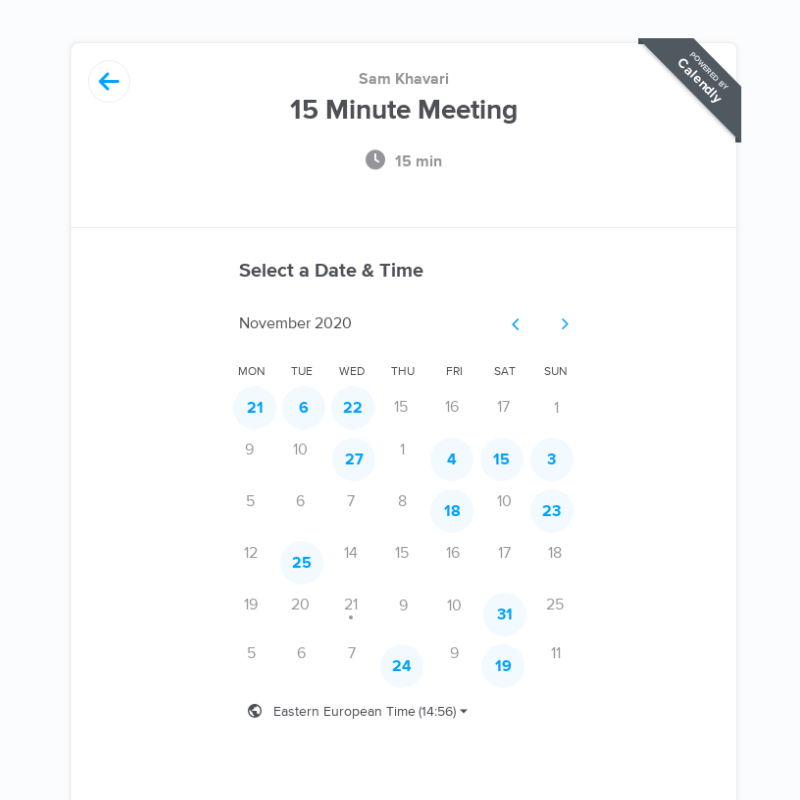 Sam Khavari
POWERED BY
Calendly
15 Minute Meeting
15 min
Select a Date & Time
November 2020
MON TUE WED THU FRI SAT SUN
21 6 22 15 16 17 1
9 10 27 1 4 15 3
5 6 7 8 18 10 23
12 25 14 15 16 17 18
19 20 21 9 10 31 25
5 6 7 24 9 19 11
Eastern European Time (14:56)